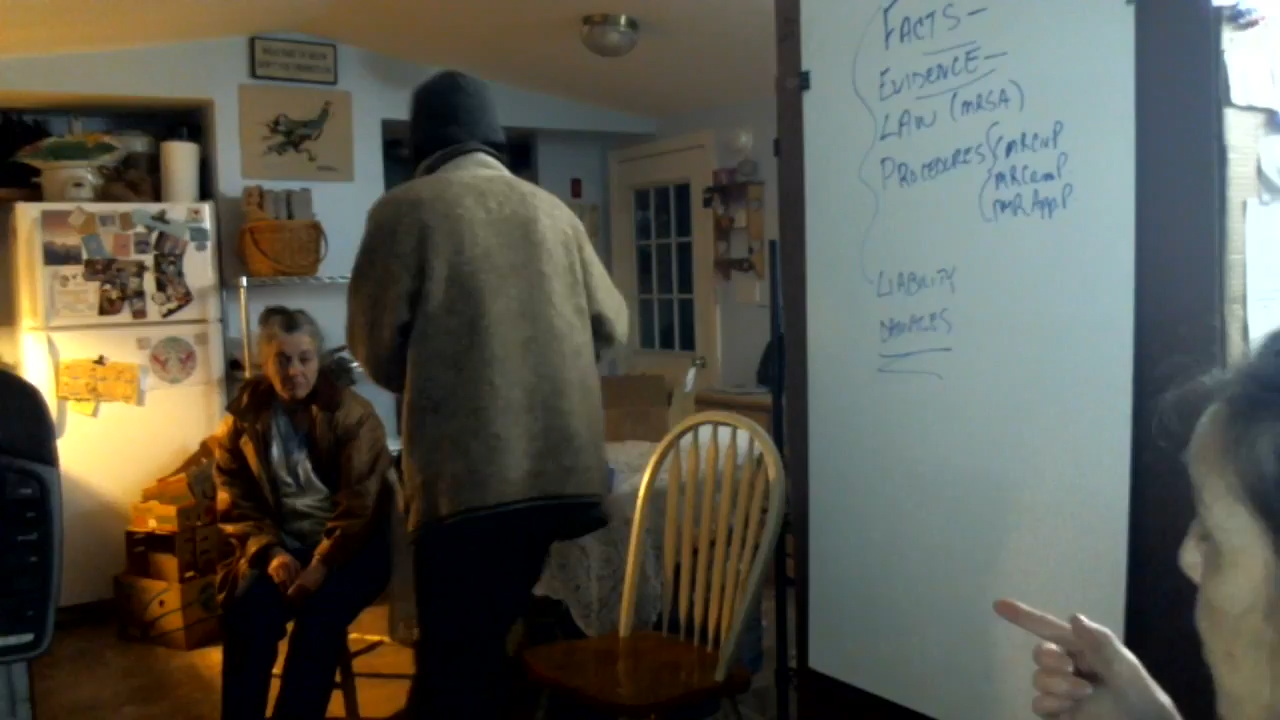 FACTS-
EVIDENCE-
LAW (MRSA)
PROCEDURES { MRCivP
MRCrimP
MR App. P
LIABILITY
DAMAGES